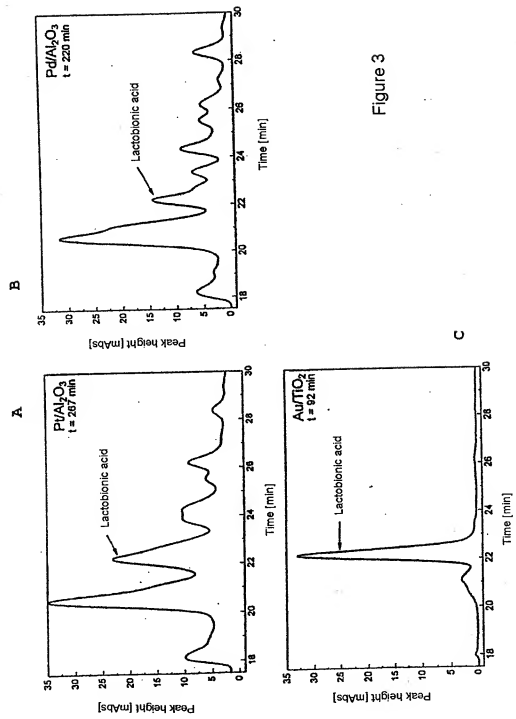 A
Pt/Al₂O₃
t = 267 min
Lactobionic acid
Peak height [mAbs]
35
30
25
20
15
10
5
0
18
20
22
24
26
28
30
Time [min]
B
Pd/Al₂O₃
t = 220 min
Lactobionic acid
Peak height [mAbs]
35
30
25
20
15
10
5
0
18
20
22
24
26
28
30
Time [min]
C
Au/TiO₂
t = 92 min
Lactobionic acid
Peak height [mAbs]
35
30
25
20
15
10
5
0
18
20
22
24
26
28
30
Time [min]
Figure 3